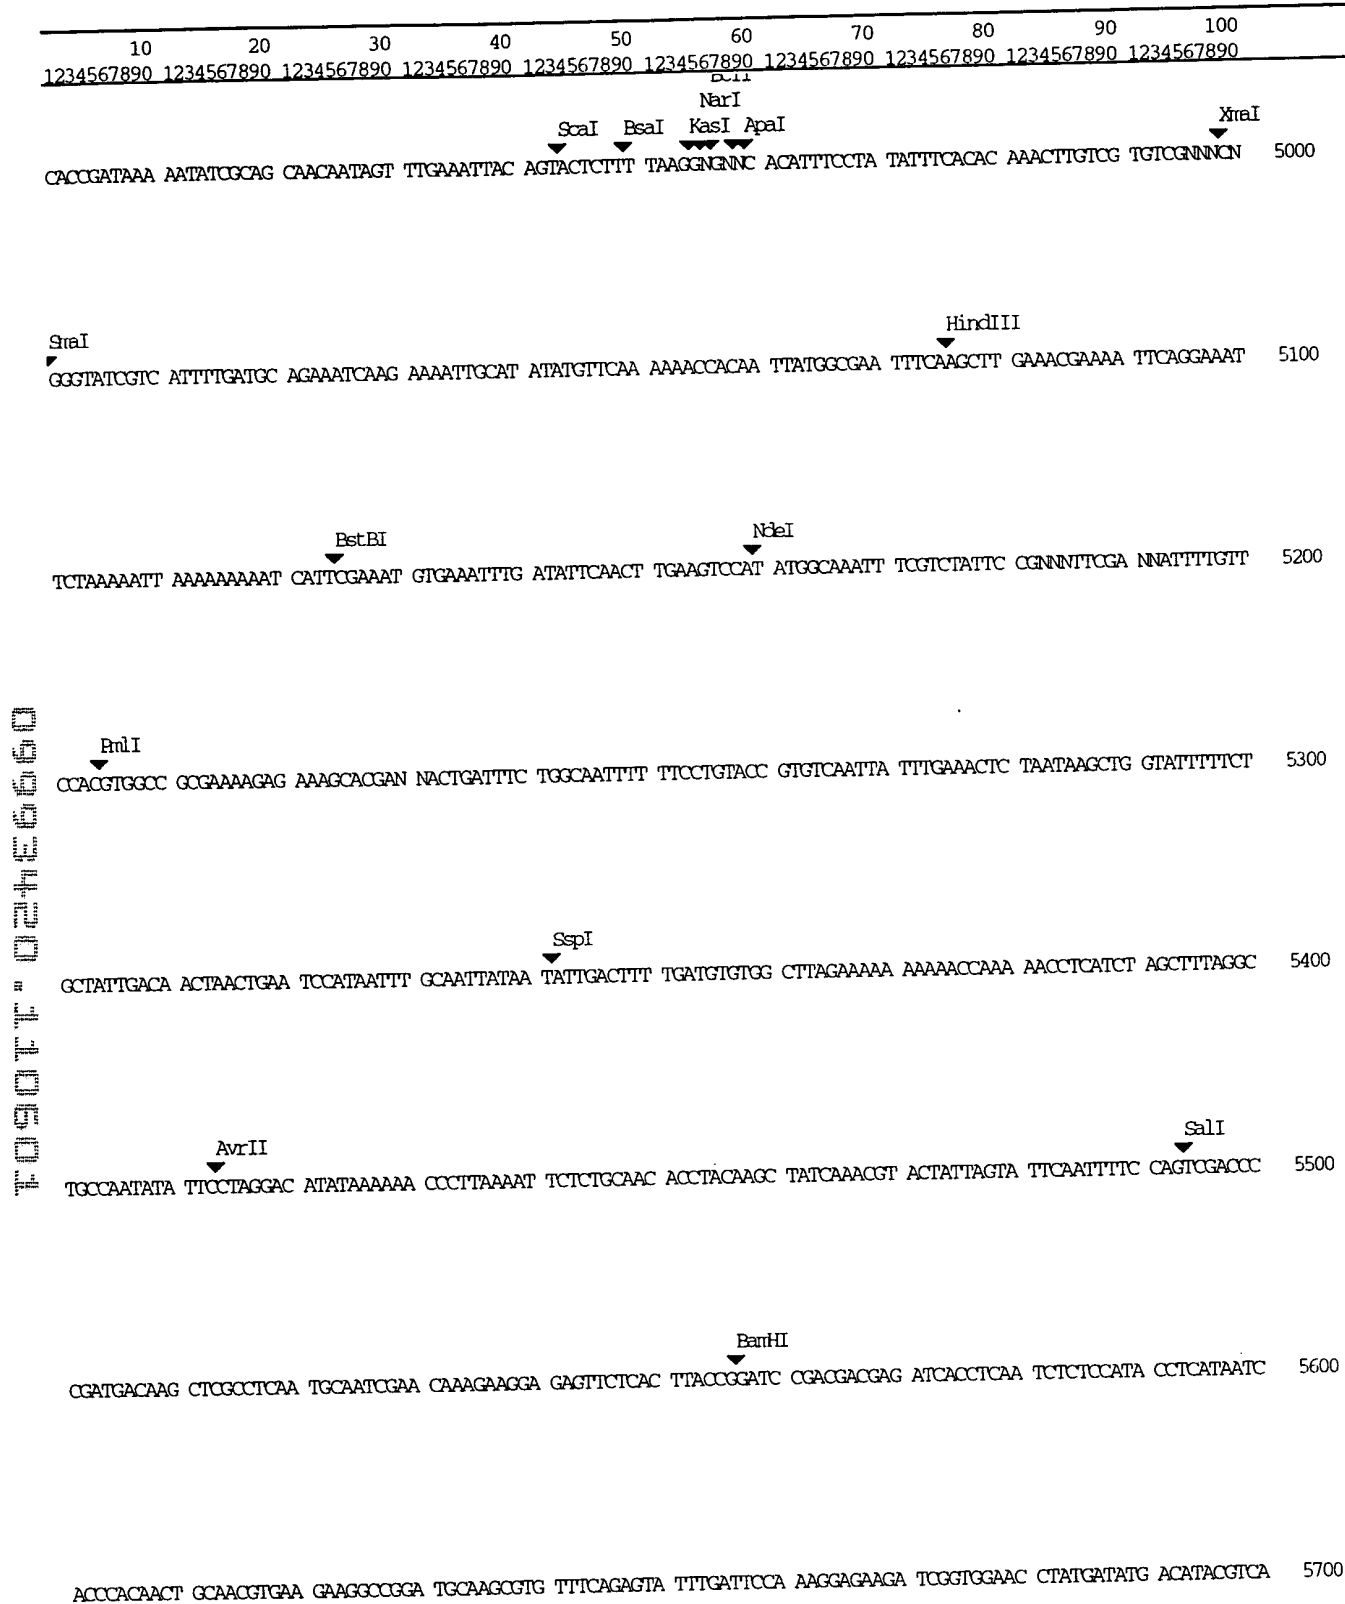 10 20 30 40 50 60 70 80 90 100
1234567890 1234567890 1234567890 1234567890 1234567890 1234567890 1234567890 1234567890 1234567890 1234567890
NarI
ScaI BsaI KasI ApaI XmaI
CACCGATAAA AATATCGCAG CAACAATAGT TTGAAATTAC AGTACTCTTT TAAGGNGNNC ACATTTCCTA TATTTCACAC AAACTTGTCG TGTCGNNNCN 5000
SmaI HindIII
GGGTATCGTC ATTTTGATGC AGAAATCAAG AAAATTGCAT ATATGTTCAA AAAACCACAA TTATGGCGAA TTTCAAGCTT GAAACGAAAA TTCAGGAAAT 5100
BstBI NdeI
TCTAAAAATT AAAAAAAAAT CATTCGAAAT GTGAAATTTG ATATTCAACT TGAAGTCCAT ATGGCAAATT TCGTCTATTC CGNNNTTCGA NNATTTTGTT 5200
PmlI
CCACGTGGCC GCGAAAAGAG AAAGCACGAN NACTGATTTC TGGCAATTTT TTCCTGTACC GTGTCAATTA TTTGAAACTC TAATAAGCTG GTATTTTTCT 5300
SspI
GCTATTGACA ACTAACTGAA TCCATAATTT GCAATTATAA TATTGACTTT TGATGTGTGG CTTAGAAAAA AAAAACCAAA AACCTCATCT AGCTTTAGGC 5400
AvrII SalI
TGCCAATATA TTCCTAGGAC ATATAAAAAA CCCTTAAAAT TCTCTGCAAC ACCTACAAGC TATCAAACGT ACTATTAGTA TTCAATTTTC CAGTCGACCC 5500
BamHI
CGATGACAAG CTCGCCTCAA TGCAATCGAA CAAAGAAGGA GAGTTCTCAC TTACCGGATC CGACGACGAG ATCACCTCAA TCTCTCCATA CCTCATAATC 5600
ACCCACAACT GCAACGTGAA GAAGGCCGGA TGCAAGCGTG TTTCAGAGTA TTTGATTCCA AAGGAGAAGA TCGGTGGAAC CTATGATATG ACATACGTCA 5700
09993420.110601